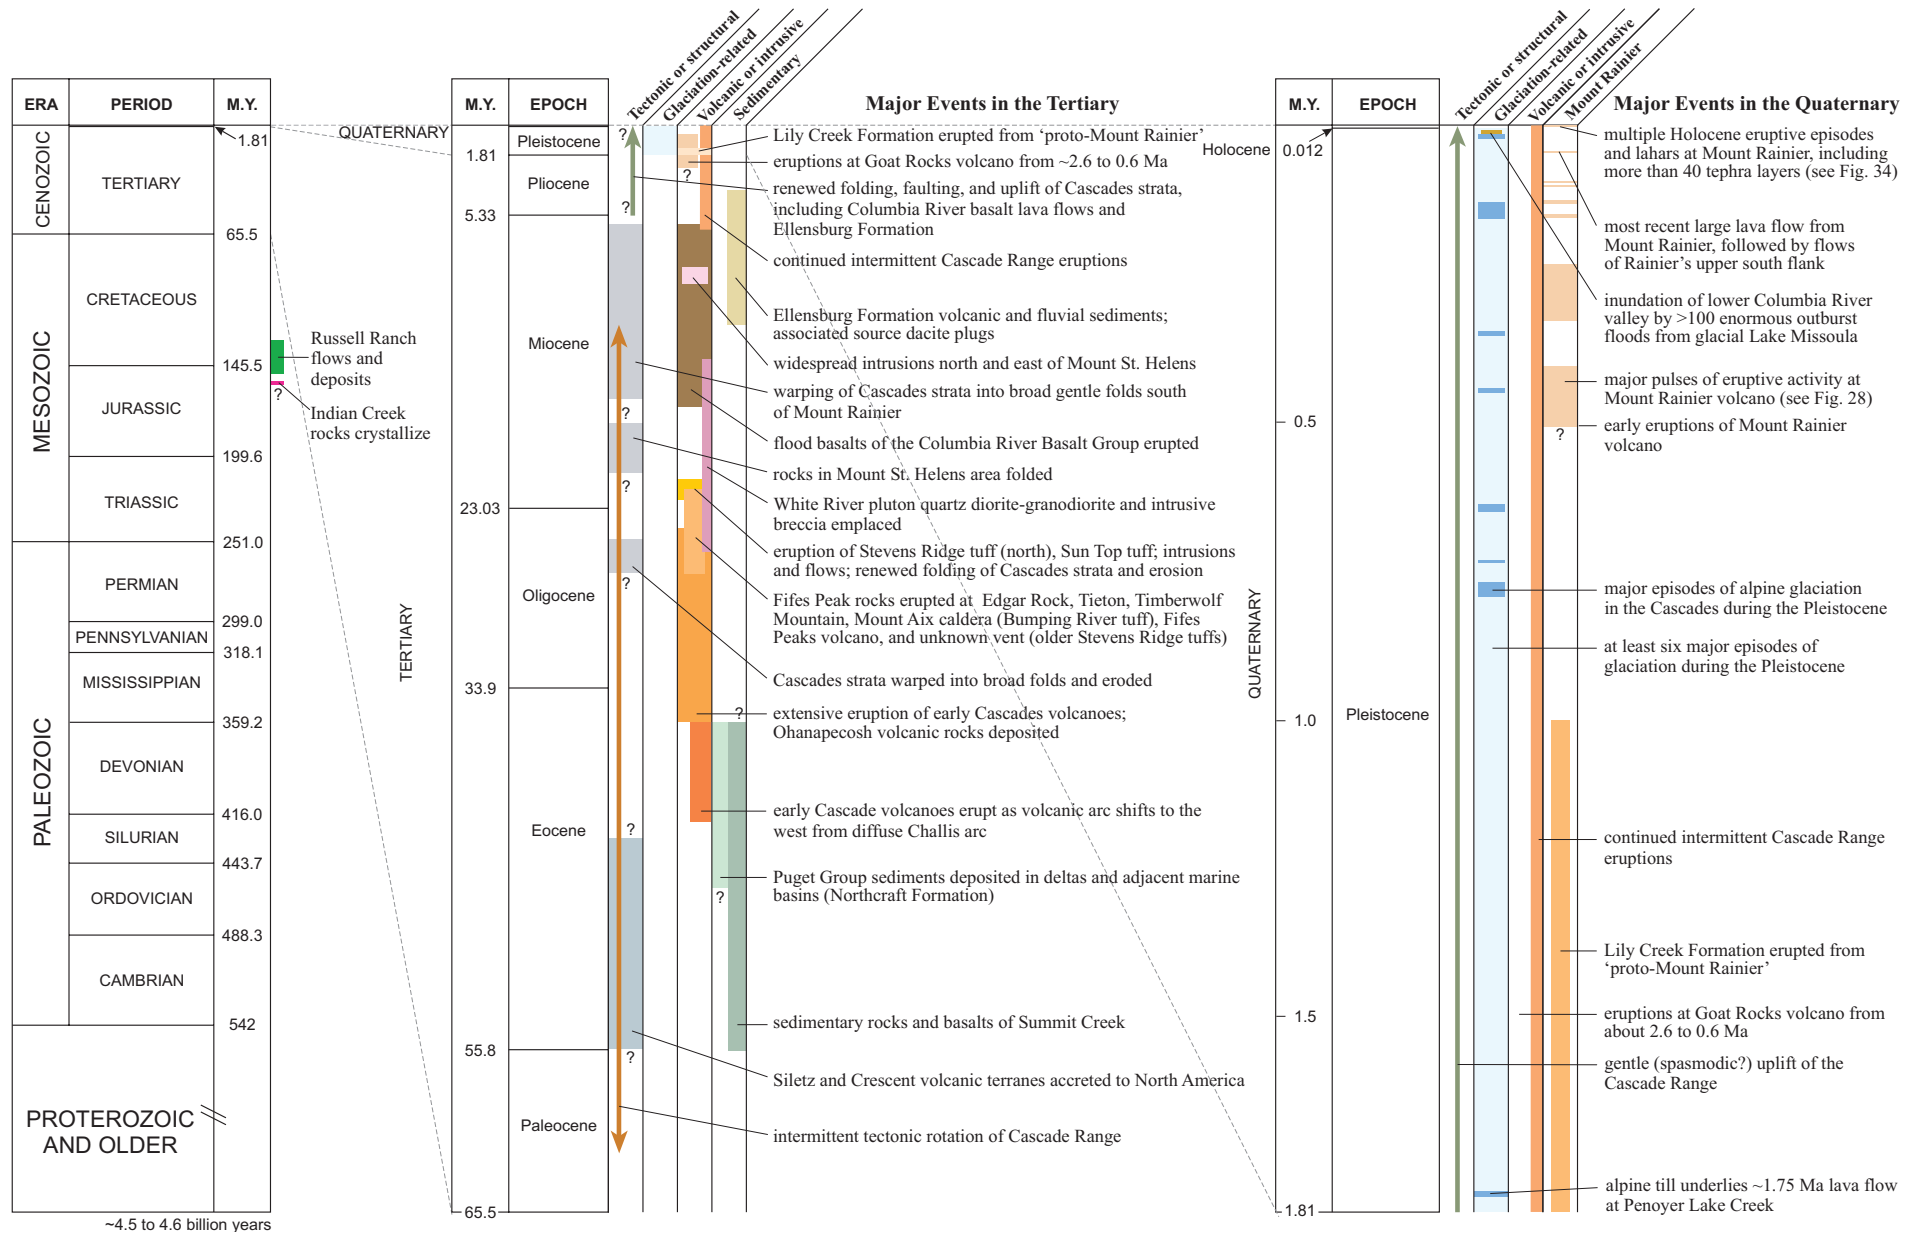 ERA
PERIOD
M.Y.
CENOZOIC
1.81
TERTIARY
65.5
MESOZOIC
CRETACEOUS
145.5
JURASSIC
199.6
TRIASSIC
251.0
PALEOZOIC
PERMIAN
299.0
PENNSYLVANIAN
318.1
MISSISSIPPIAN
359.2
DEVONIAN
416.0
SILURIAN
443.7
ORDOVICIAN
488.3
CAMBRIAN
542
PROTEROZOIC
AND OLDER
~4.5 to 4.6 billion years
Russell Ranch
flows and
deposits
?
Indian Creek
rocks crystallize
M.Y.
EPOCH
Tectonic or structural
Glaciation-related
Volcanic or intrusive
Sedimentary
Major Events in the Tertiary
QUATERNARY
TERTIARY
Pleistocene
1.81
Pliocene
5.33
Miocene
23.03
Oligocene
33.9
Eocene
55.8
Paleocene
65.5
?
?
?
?
?
?
?
?
?
?
Lily Creek Formation erupted from ‘proto-Mount Rainier’
eruptions at Goat Rocks volcano from ~2.6 to 0.6 Ma
renewed folding, faulting, and uplift of Cascades strata,
including Columbia River basalt lava flows and
Ellensburg Formation
continued intermittent Cascade Range eruptions
Ellensburg Formation volcanic and fluvial sediments;
associated source dacite plugs
widespread intrusions north and east of Mount St. Helens
warping of Cascades strata into broad gentle folds south
of Mount Rainier
flood basalts of the Columbia River Basalt Group erupted
rocks in Mount St. Helens area folded
White River pluton quartz diorite-granodiorite and intrusive
breccia emplaced
eruption of Stevens Ridge tuff (north), Sun Top tuff; intrusions
and flows; renewed folding of Cascades strata and erosion
Fifes Peak rocks erupted at Edgar Rock, Tieton, Timberwolf
Mountain, Mount Aix caldera (Bumping River tuff), Fifes
Peaks volcano, and unknown vent (older Stevens Ridge tuffs)
Cascades strata warped into broad folds and eroded
extensive eruption of early Cascades volcanoes;
Ohanapecosh volcanic rocks deposited
early Cascade volcanoes erupt as volcanic arc shifts to the
west from diffuse Challis arc
Puget Group sediments deposited in deltas and adjacent marine
basins (Northcraft Formation)
sedimentary rocks and basalts of Summit Creek
Siletz and Crescent volcanic terranes accreted to North America
intermittent tectonic rotation of Cascade Range
M.Y.
EPOCH
Tectonic or structural
Glaciation-related
Volcanic or intrusive
Mount Rainier
Major Events in the Quaternary
Holocene
0.012
QUATERNARY
0.5
1.0
Pleistocene
1.5
1.81
multiple Holocene eruptive episodes
and lahars at Mount Rainier, including
more than 40 tephra layers (see Fig. 34)
most recent large lava flow from
Mount Rainier, followed by flows
of Rainier’s upper south flank
inundation of lower Columbia River
valley by >100 enormous outburst
floods from glacial Lake Missoula
major pulses of eruptive activity at
Mount Rainier volcano (see Fig. 28)
early eruptions of Mount Rainier
volcano
?
major episodes of alpine glaciation
in the Cascades during the Pleistocene
at least six major episodes of
glaciation during the Pleistocene
continued intermittent Cascade Range
eruptions
Lily Creek Formation erupted from
‘proto-Mount Rainier’
eruptions at Goat Rocks volcano from
about 2.6 to 0.6 Ma
gentle (spasmodic?) uplift of the
Cascade Range
alpine till underlies ~1.75 Ma lava flow
at Penoyer Lake Creek